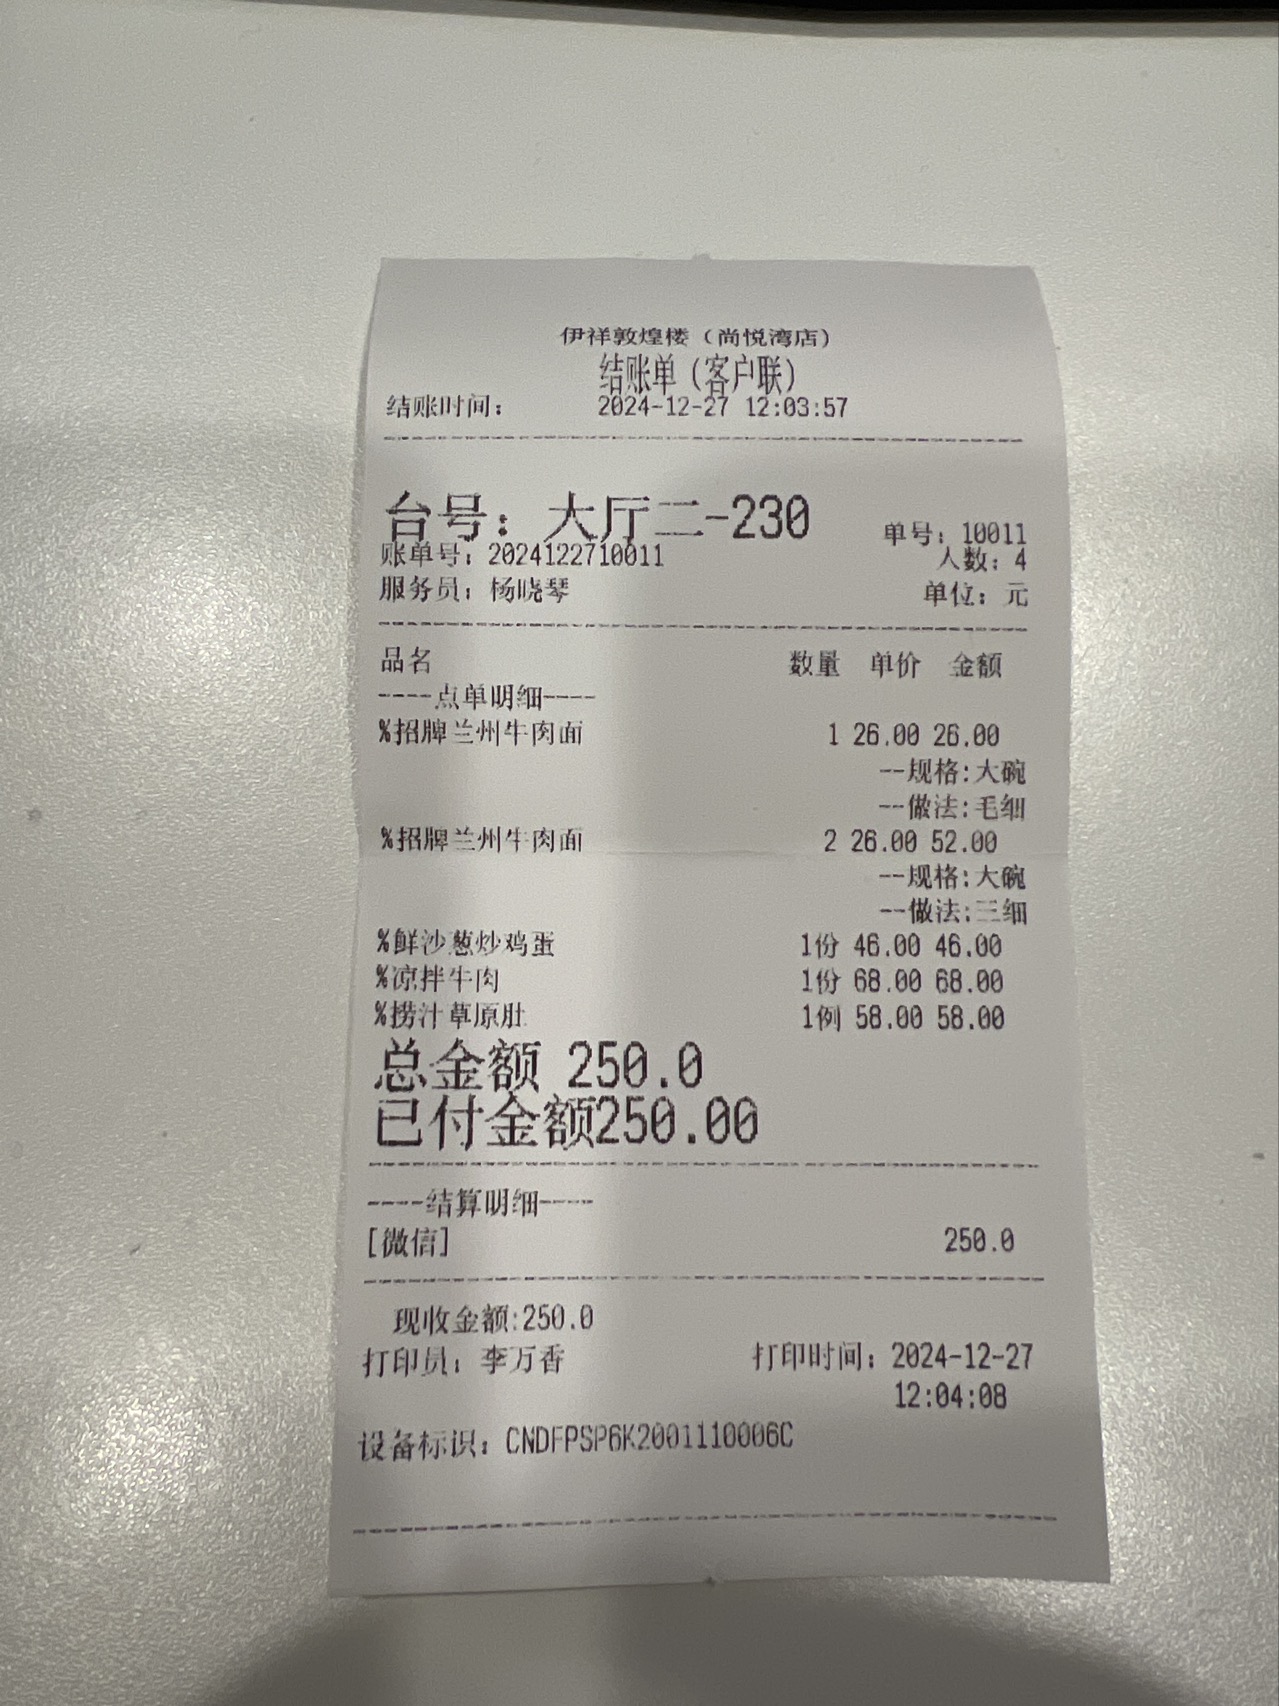 伊祥敦煌楼（尚悦湾店）
结账单（客户联）
结账时间： 2024-12-27 12:03:57
台号：大厅二-230 单号：10011
账单号：2024122710011 人数：4
服务员：杨晓琴 单位：元
品名 数量 单价 金额
----点单明细----
%招牌兰州牛肉面 1 26.00 26.00
--规格:大碗
--做法:毛细
%招牌兰州牛肉面 2 26.00 52.00
--规格:大碗
--做法:三细
%鲜沙葱炒鸡蛋 1份 46.00 46.00
%凉拌牛肉 1份 68.00 68.00
%捞汁草原肚 1例 58.00 58.00
总金额 250.0
已付金额250.00
----结算明细----
[微信] 250.0
现收金额:250.0
打印员：李万香 打印时间：2024-12-27
12:04:08
设备标识：CNDFPSP6K2001110006C